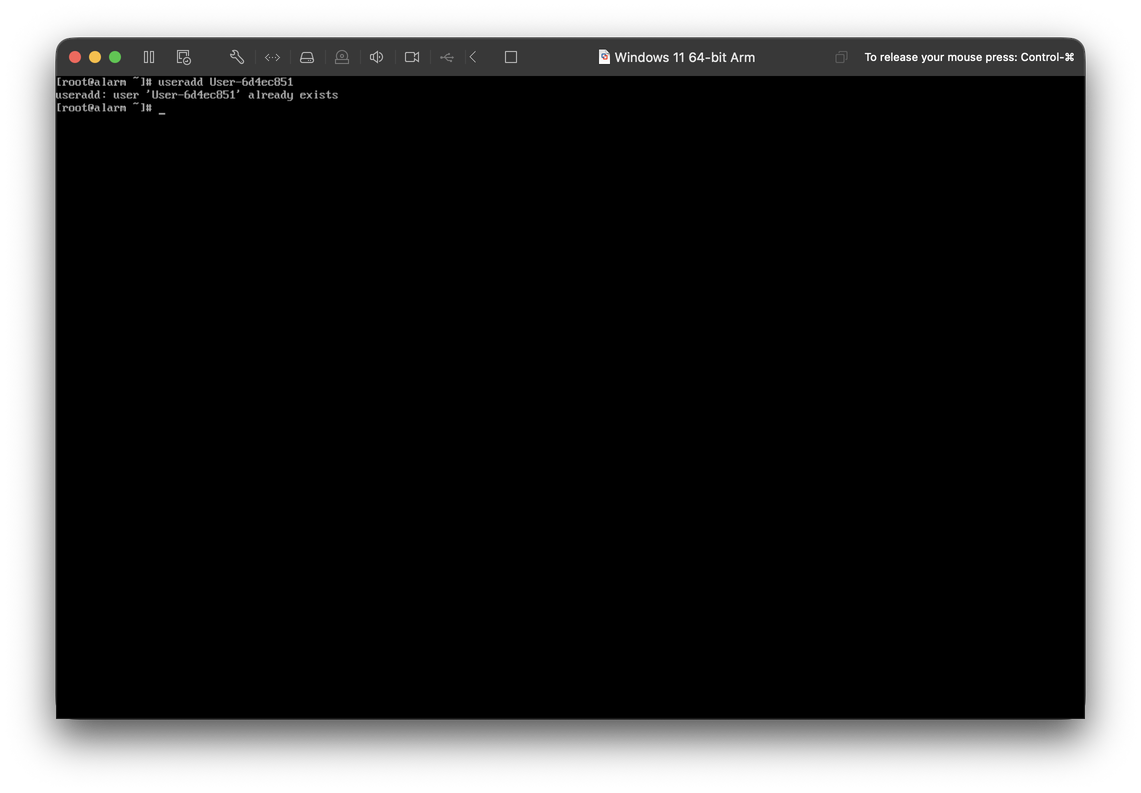 Windows 11 64-bit Arm
To release your mouse press: Control-⌘
[root@alarm ~]# useradd User-6d4ec851
useradd: user 'User-6d4ec851' already exists
[root@alarm ~]# _